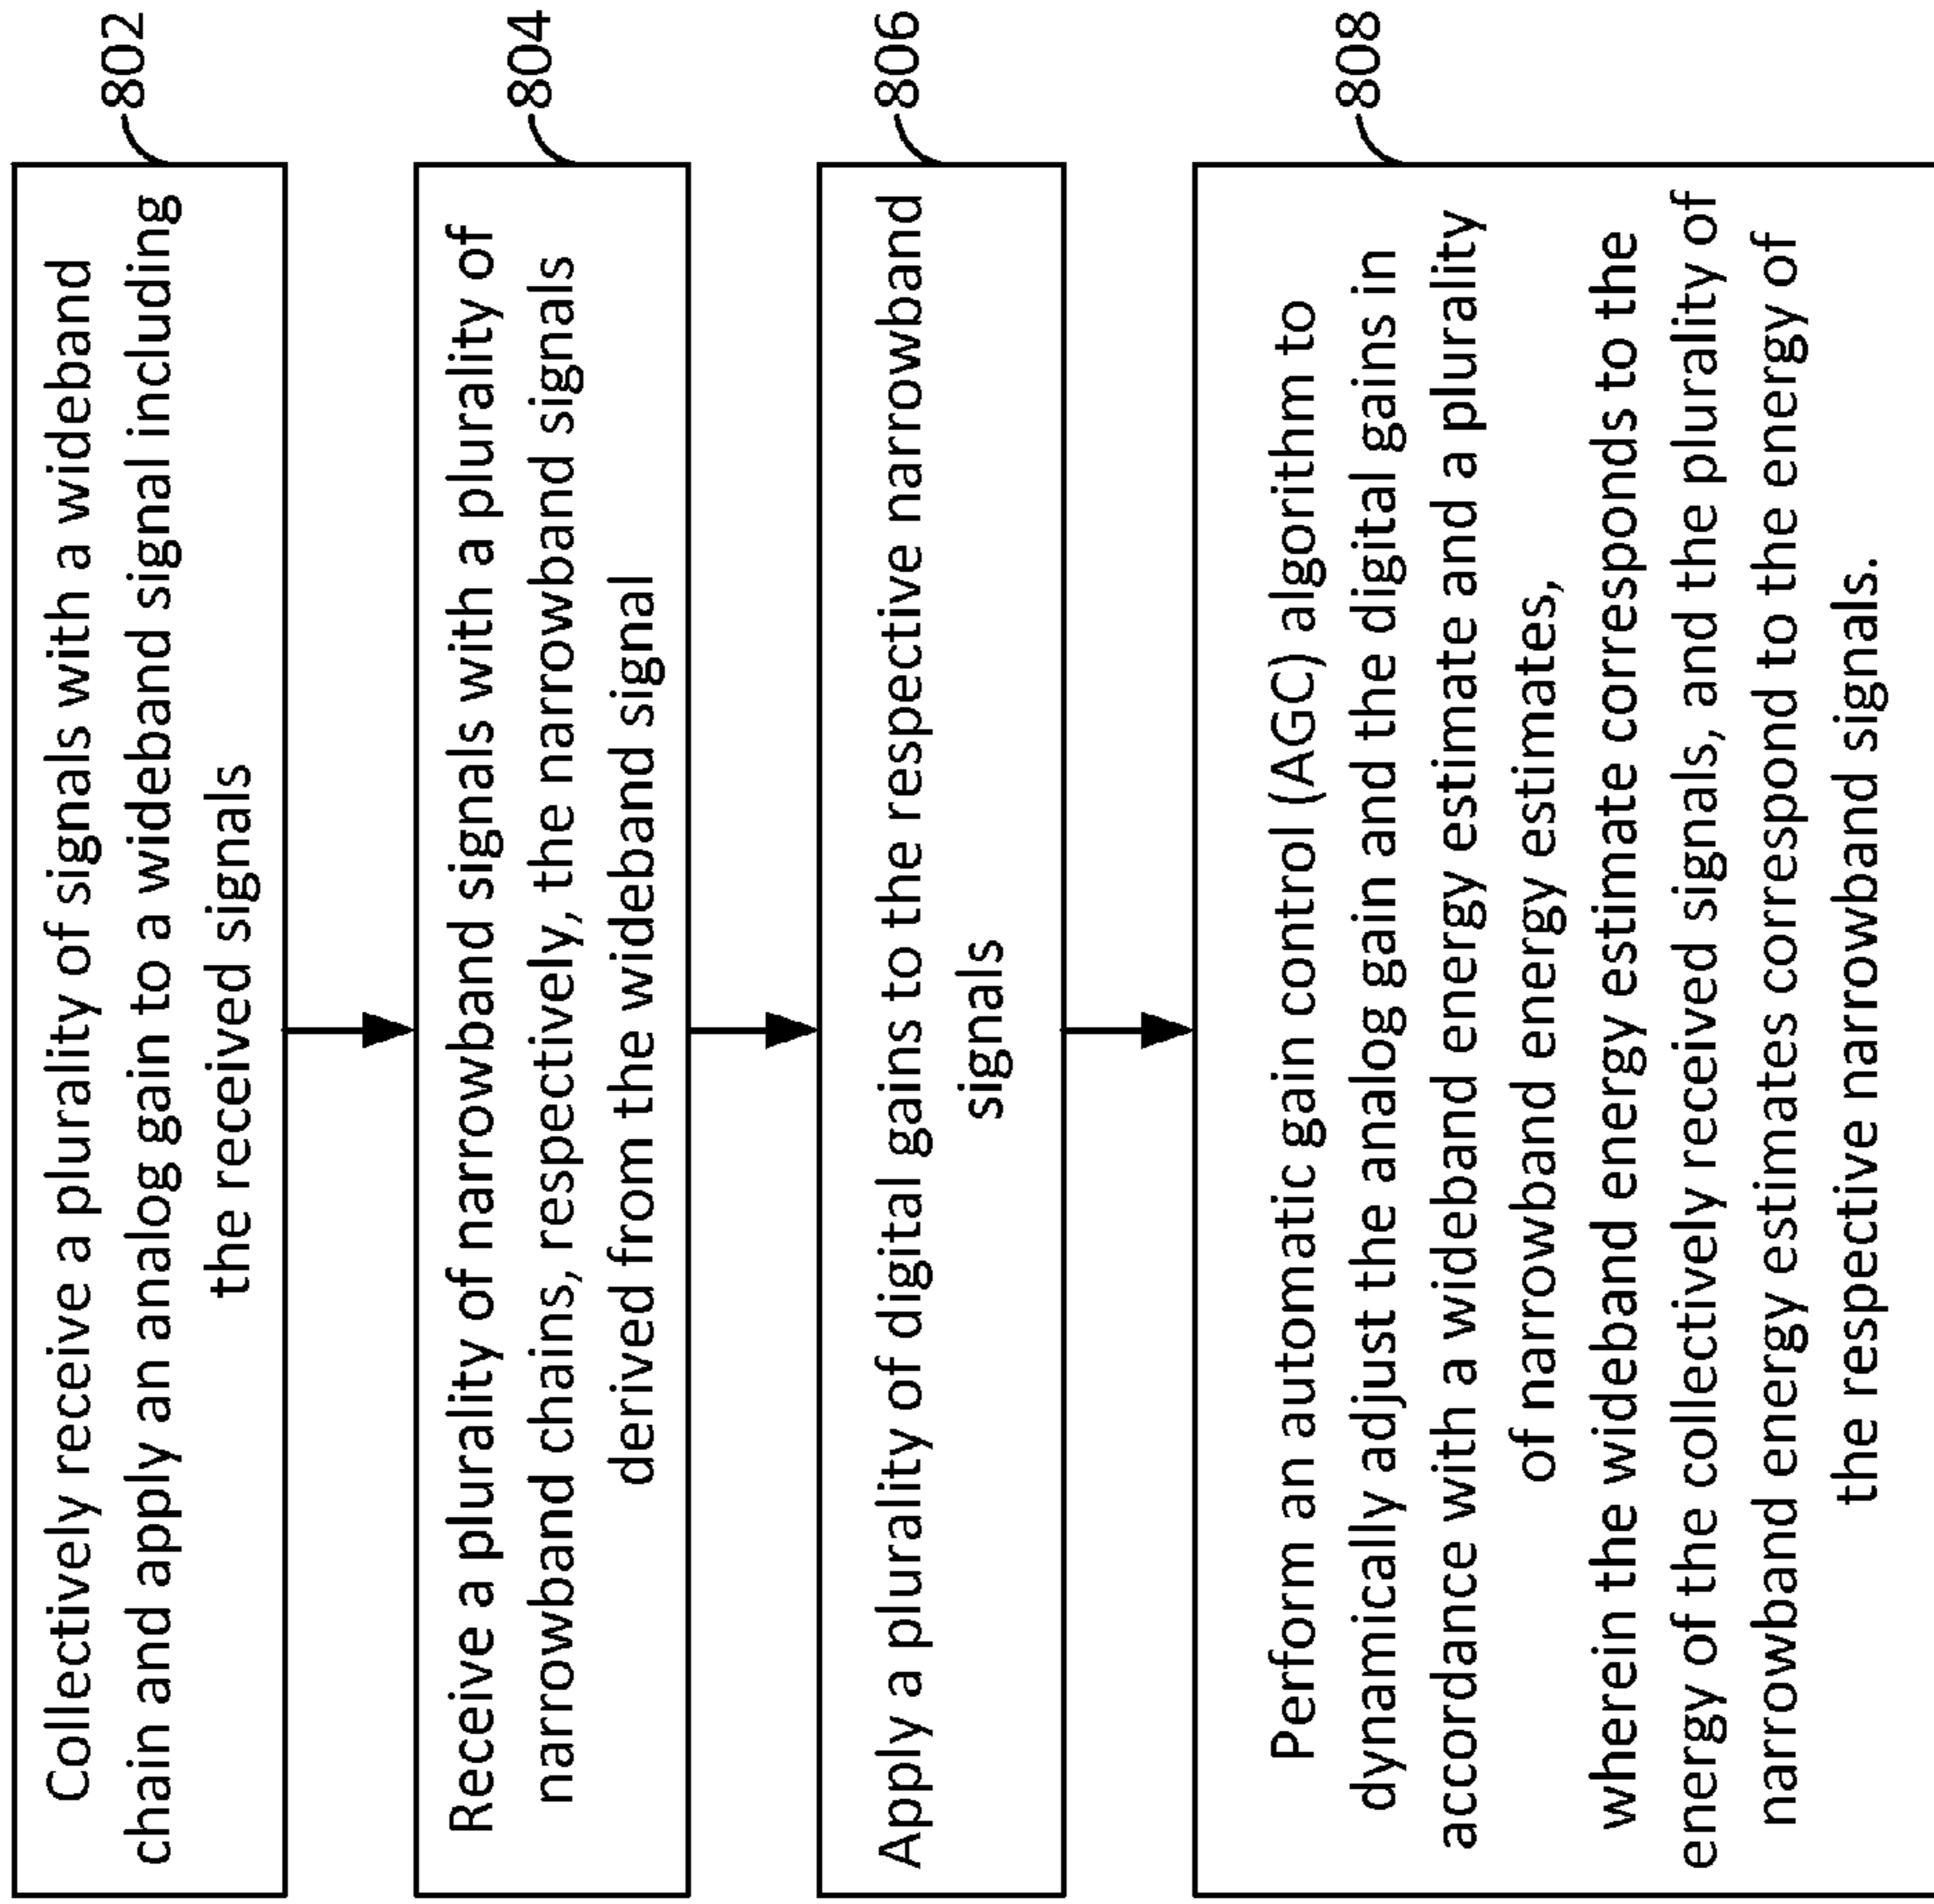 Collectively receive a plurality of signals with a wideband
chain and apply an analog gain to a wideband signal including
the received signals
802
Receive a plurality of narrowband signals with a plurality of
narrowband chains, respectively, the narrowband signals
derived from the wideband signal
804
Apply a plurality of digital gains to the respective narrowband
signals
806
Perform an automatic gain control (AGC) algorithm to
dynamically adjust the analog gain and the digital gains in
accordance with a wideband energy estimate and a plurality
of narrowband energy estimates,
wherein the wideband energy estimate corresponds to the
energy of the collectively received signals, and the plurality of
narrowband energy estimates correspond to the energy of
the respective narrowband signals.
808